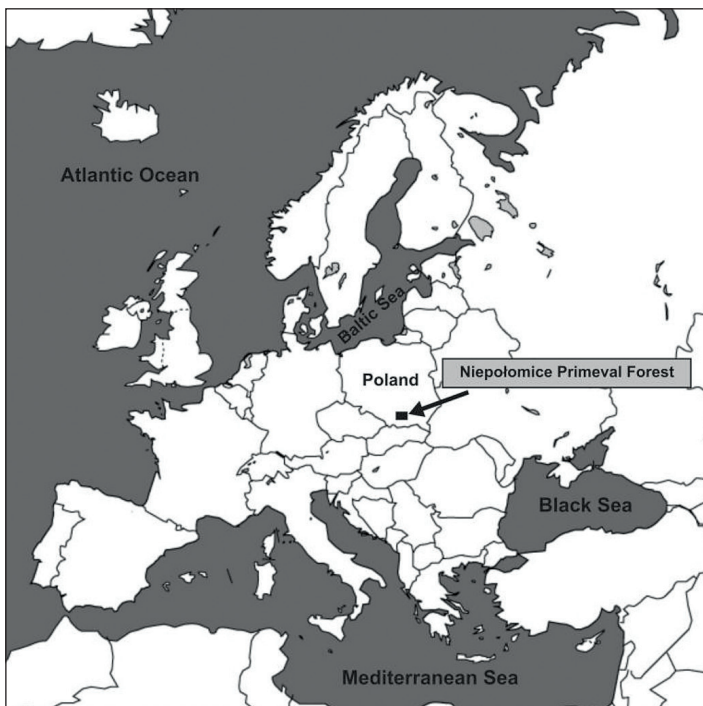 Atlantic Ocean
Baltic Sea
Niepołomice Primeval Forest
Poland
Black Sea
Mediterranean Sea